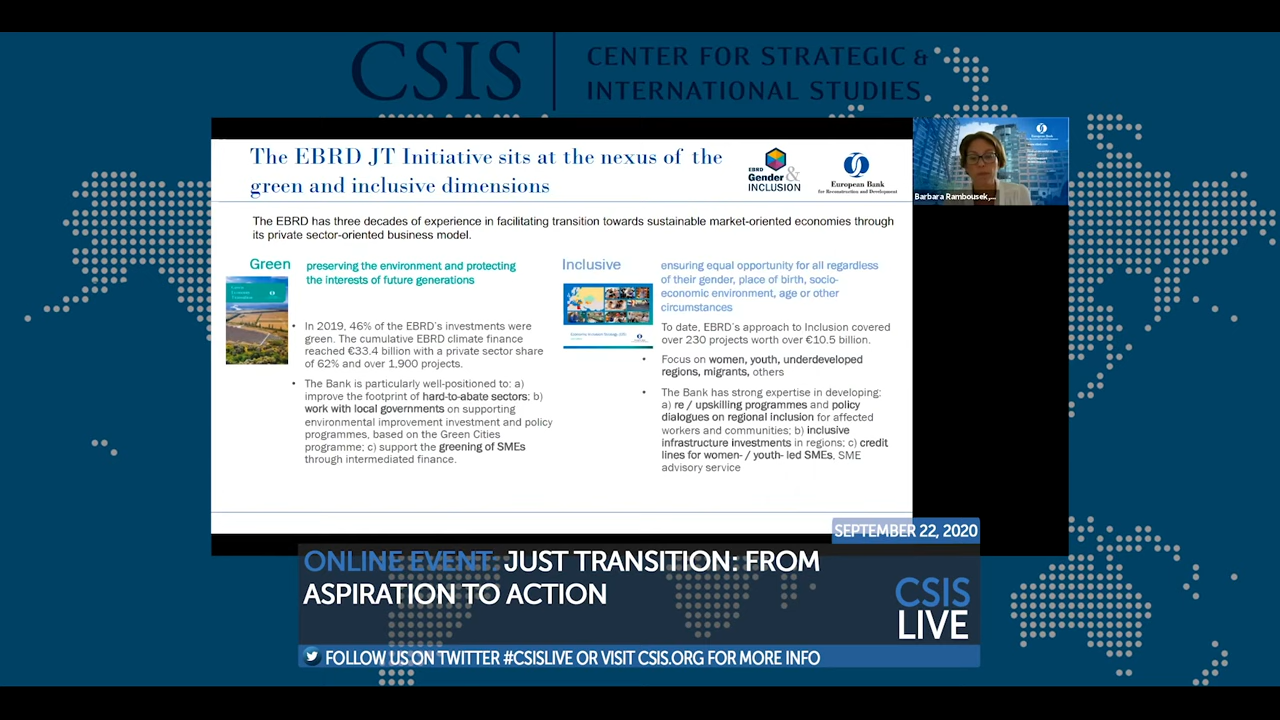 CSIS
CENTER FOR STRATEGIC &
INTERNATIONAL STUDIES
The EBRD JT Initiative sits at the nexus of the
green and inclusive dimensions
EBRD
Gender &
INCLUSION
European Bank
for Reconstruction and Development
Barbara Rambousek,...
The EBRD has three decades of experience in facilitating transition towards sustainable market-oriented economies through
its private sector-oriented business model.
Green
preserving the environment and protecting
the interests of future generations
• In 2019, 46% of the EBRD's investments were
green. The cumulative EBRD climate finance
reached €33.4 billion with a private sector share
of 62% and over 1,900 projects.
• The Bank is particularly well-positioned to: a)
improve the footprint of hard-to-abate sectors; b)
work with local governments on supporting
environmental improvement investment and policy
programmes, based on the Green Cities
programme; c) support the greening of SMEs
through intermediated finance.
Inclusive
ensuring equal opportunity for all regardless
of their gender, place of birth, socio-
economic environment, age or other
circumstances
To date, EBRD's approach to Inclusion covered
over 230 projects worth over €10.5 billion.
• Focus on women, youth, underdeveloped
regions, migrants, others
• The Bank has strong expertise in developing:
a) re / upskilling programmes and policy
dialogues on regional inclusion for affected
workers and communities; b) inclusive
infrastructure investments in regions; c) credit
lines for women- / youth- led SMEs, SME
advisory service
SEPTEMBER 22, 2020
ONLINE EVENT: JUST TRANSITION: FROM
ASPIRATION TO ACTION
CSIS
LIVE
FOLLOW US ON TWITTER #CSISLIVE OR VISIT CSIS.ORG FOR MORE INFO